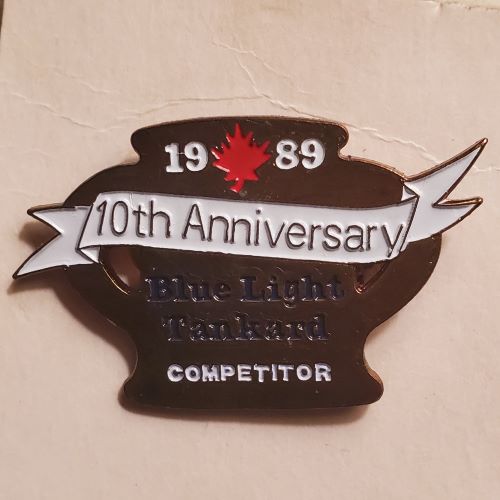 19 89
10th Anniversary
Blue Light
Tankard
COMPETITOR